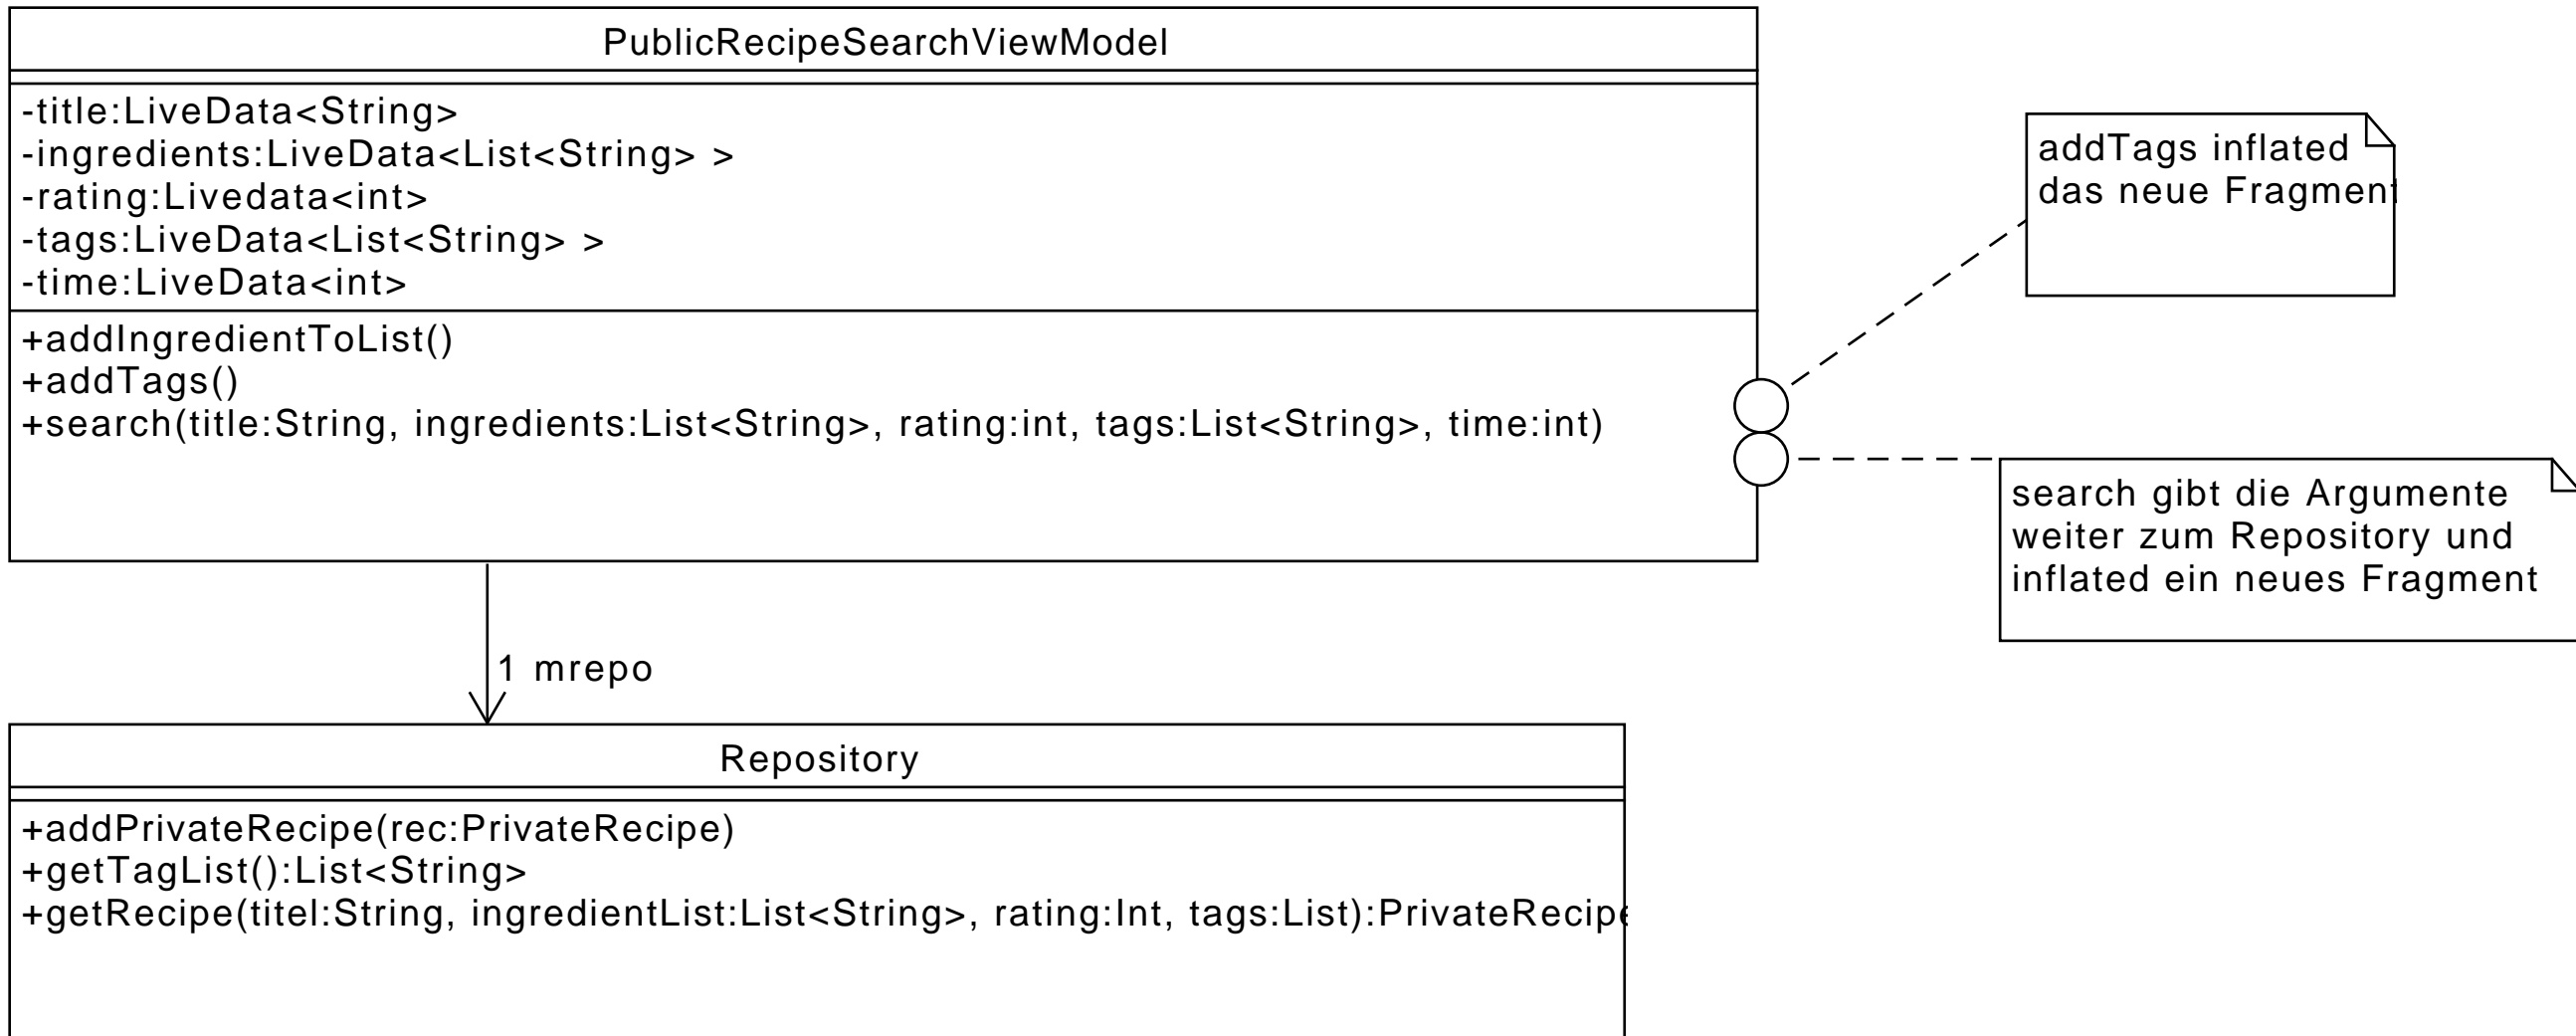 PublicRecipeSearchViewModel
-title:LiveData<String>
-ingredients:LiveData<List<String> >
-rating:Livedata<int>
-tags:LiveData<List<String> >
-time:LiveData<int>
+addIngredientToList()
+addTags()
+search(title:String, ingredients:List<String>, rating:int, tags:List<String>, time:int)
addTags inflated
das neue Fragment
search gibt die Argumente
weiter zum Repository und
inflated ein neues Fragment
1 mrepo
Repository
+addPrivateRecipe(rec:PrivateRecipe)
+getTagList():List<String>
+getRecipe(titel:String, ingredientList:List<String>, rating:Int, tags:List):PrivateRecipe